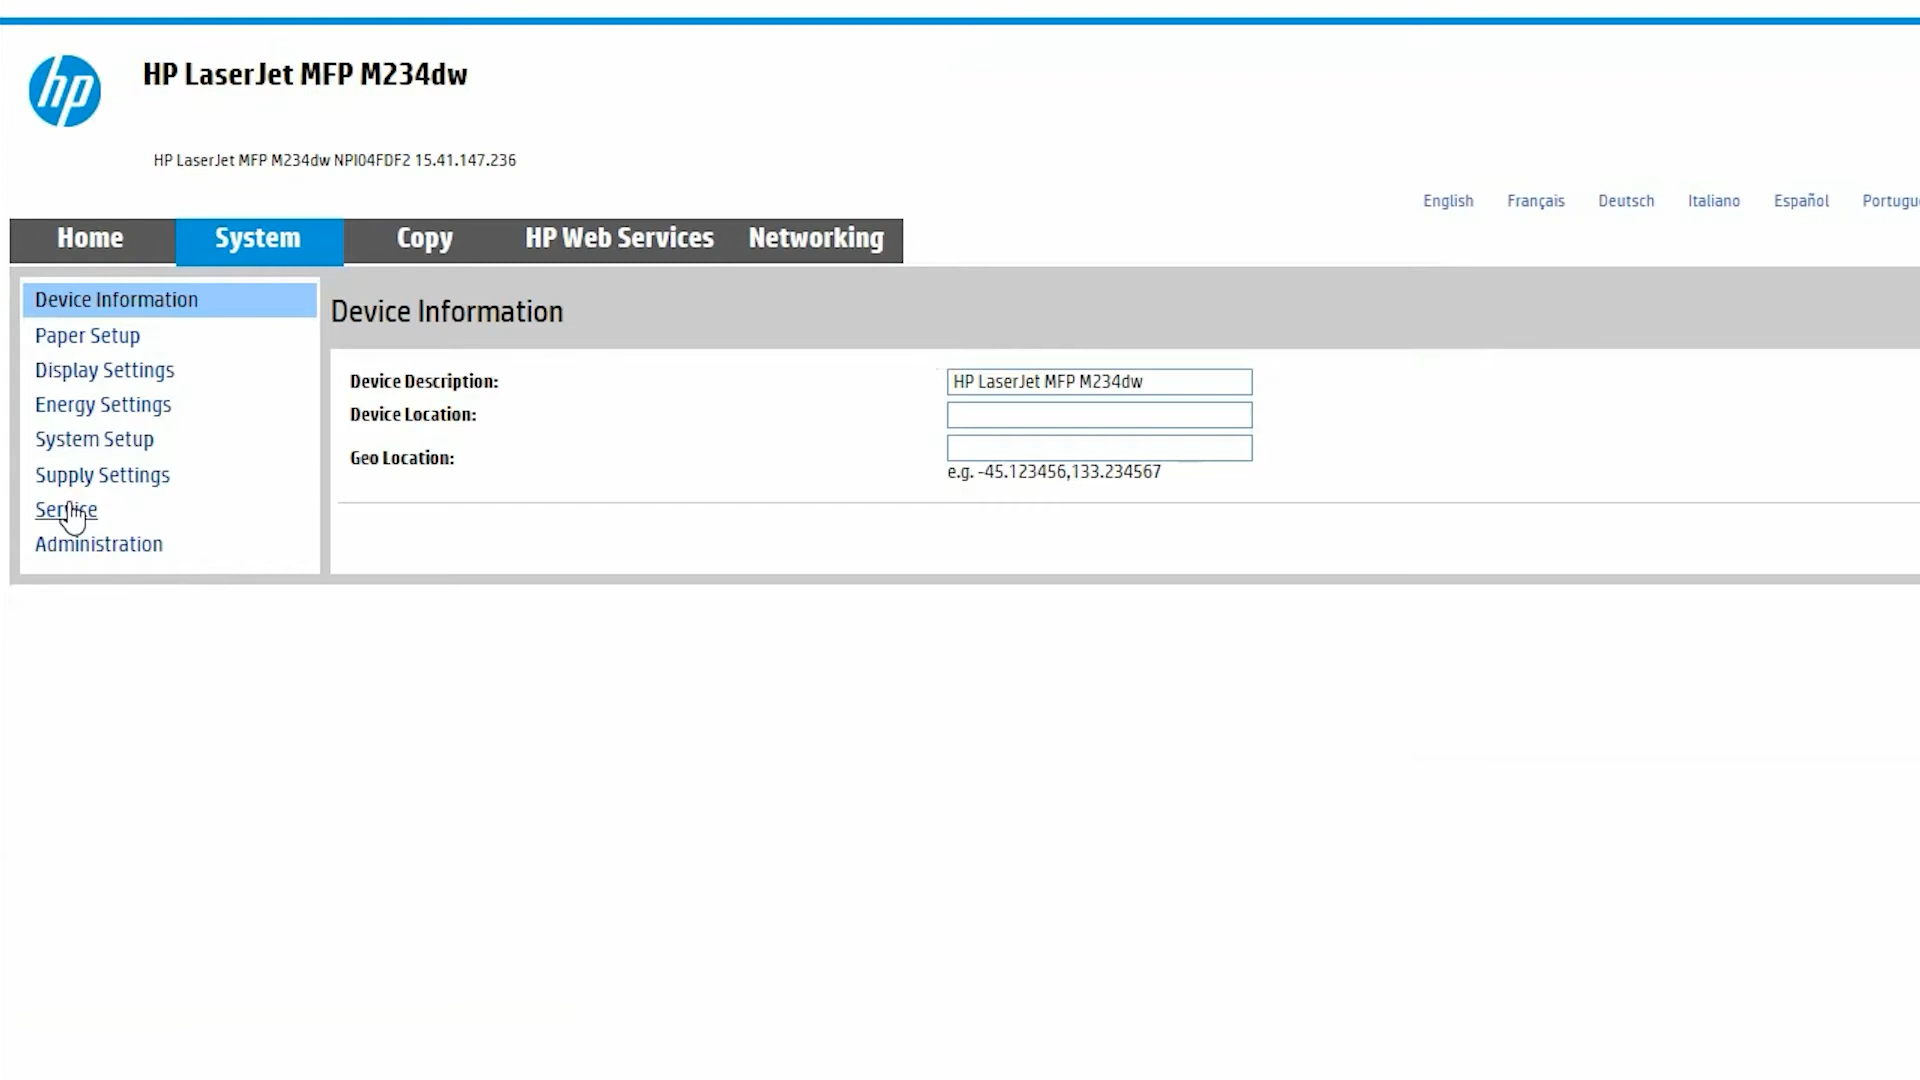 hp
HP LaserJet MFP M234dw
HP LaserJet MFP M234dw NPI04FDF2 15.41.147.236
English Français Deutsch Italiano Español Portugu
Home System Copy HP Web Services Networking
Device Information
Paper Setup
Display Settings
Energy Settings
System Setup
Supply Settings
Service
Administration
Device Information
Device Description: HP LaserJet MFP M234dw
Device Location:
Geo Location:
e.g. -45.123456,133.234567